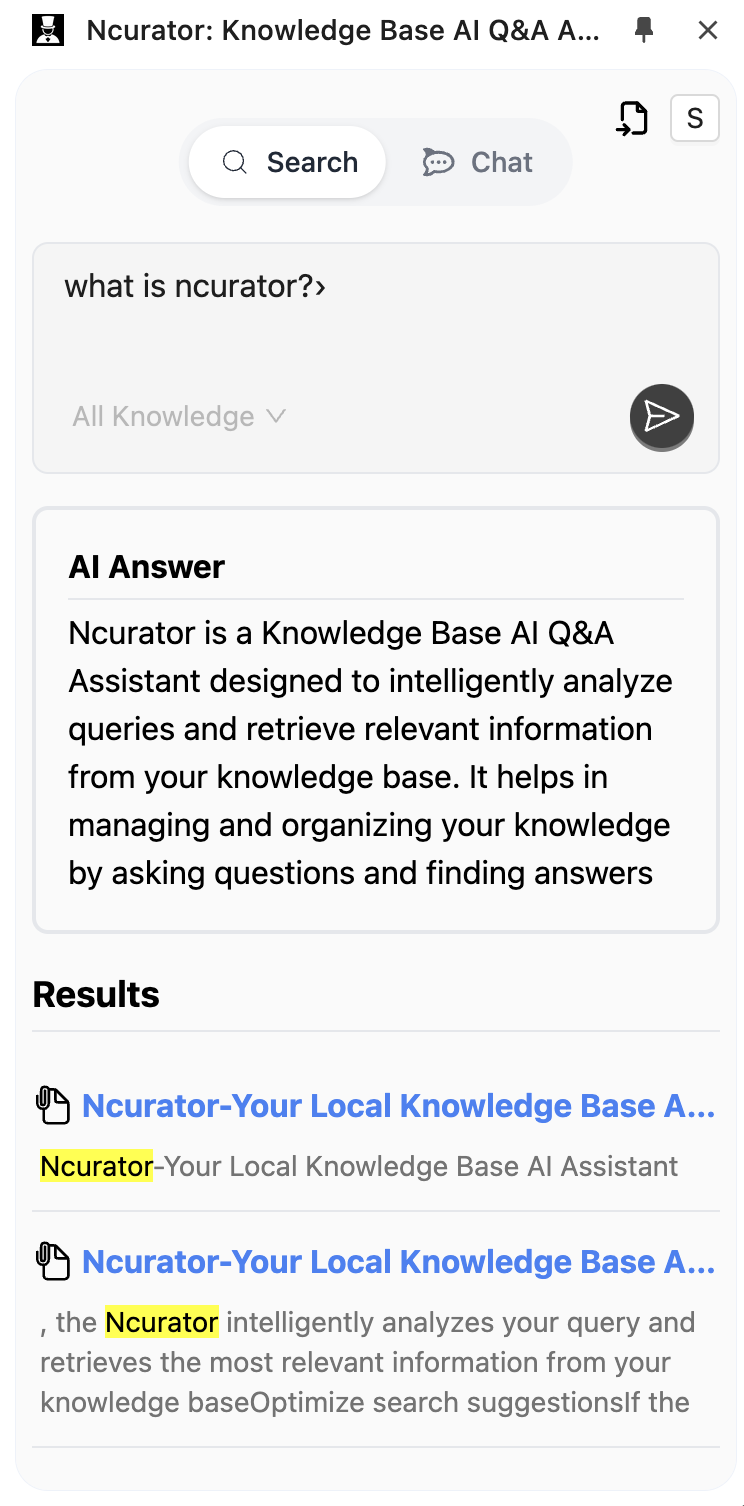 Ncurator: Knowledge Base AI Q&A A...
S
Search
Chat
what is ncurator?›
All Knowledge
AI Answer
Ncurator is a Knowledge Base AI Q&A
Assistant designed to intelligently analyze
queries and retrieve relevant information
from your knowledge base. It helps in
managing and organizing your knowledge
by asking questions and finding answers
Results
Ncurator-Your Local Knowledge Base A...
Ncurator-Your Local Knowledge Base AI Assistant
Ncurator-Your Local Knowledge Base A...
, the Ncurator intelligently analyzes your query and
retrieves the most relevant information from your
knowledge baseOptimize search suggestionsIf the